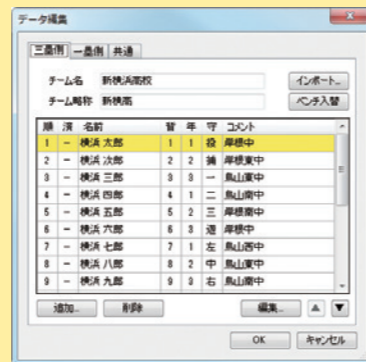 データ編集
三塁側 一塁側 共通
チーム名 新横浜高校 インポート...
チーム略称 新横高 ベンチ入替
順 演 名前 背 年 守 コメント
1 － 横浜 太郎 1 1 投 岸根中
2 － 横浜 次郎 2 2 捕 岸根東中
3 － 横浜 三郎 3 3 一 鳥山東中
4 － 横浜 四郎 4 1 二 鳥山南中
5 － 横浜 五郎 5 2 三 岸根南中
6 － 横浜 六郎 6 3 遊 岸根中
7 － 横浜 七郎 7 1 左 鳥山西中
8 － 横浜 八郎 8 2 中 鳥山東中
9 － 横浜 九郎 9 3 右 鳥山南中
追加... 削除 編集... ▲ ▼
OK キャンセル